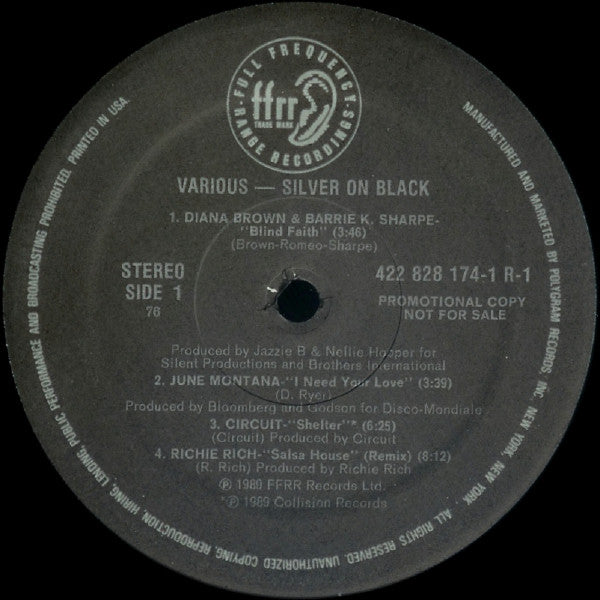 FULL FREQUENCY
RANGE RECORDINGS
ffrr
TRADE MARK
VARIOUS — SILVER ON BLACK
1. DIANA BROWN & BARRIE K. SHARPE-
"Blind Faith" (3:46)
(Brown-Romeo-Sharpe)
STEREO
SIDE 1
76
422 828 174-1 R-1
PROMOTIONAL COPY
NOT FOR SALE
Produced by Jazzie B & Nellie Hooper for
Silent Productions and Brothers International
2. JUNE MONTANA-"I Need Your Love" (3:39)
(D. Ryer)
Produced by Bloomberg and Godson for Disco-Mondiale
3. CIRCUIT-"Shelter"* (6:25)
(Circuit) Produced by Circuit
4. RICHIE RICH-"Salsa House" (Remix) (8:12)
(R. Rich) Produced by Richie Rich
℗ 1989 FFRR Records Ltd.
*℗ 1989 Collision Records
MANUFACTURED AND MARKETED BY POLYGRAM RECORDS, INC. NEW YORK, NEW YORK · ALL RIGHTS RESERVED. UNAUTHORIZED COPYING, REPRODUCTION, HIRING, LENDING, PUBLIC PERFORMANCE AND BROADCASTING PROHIBITED. PRINTED IN USA.